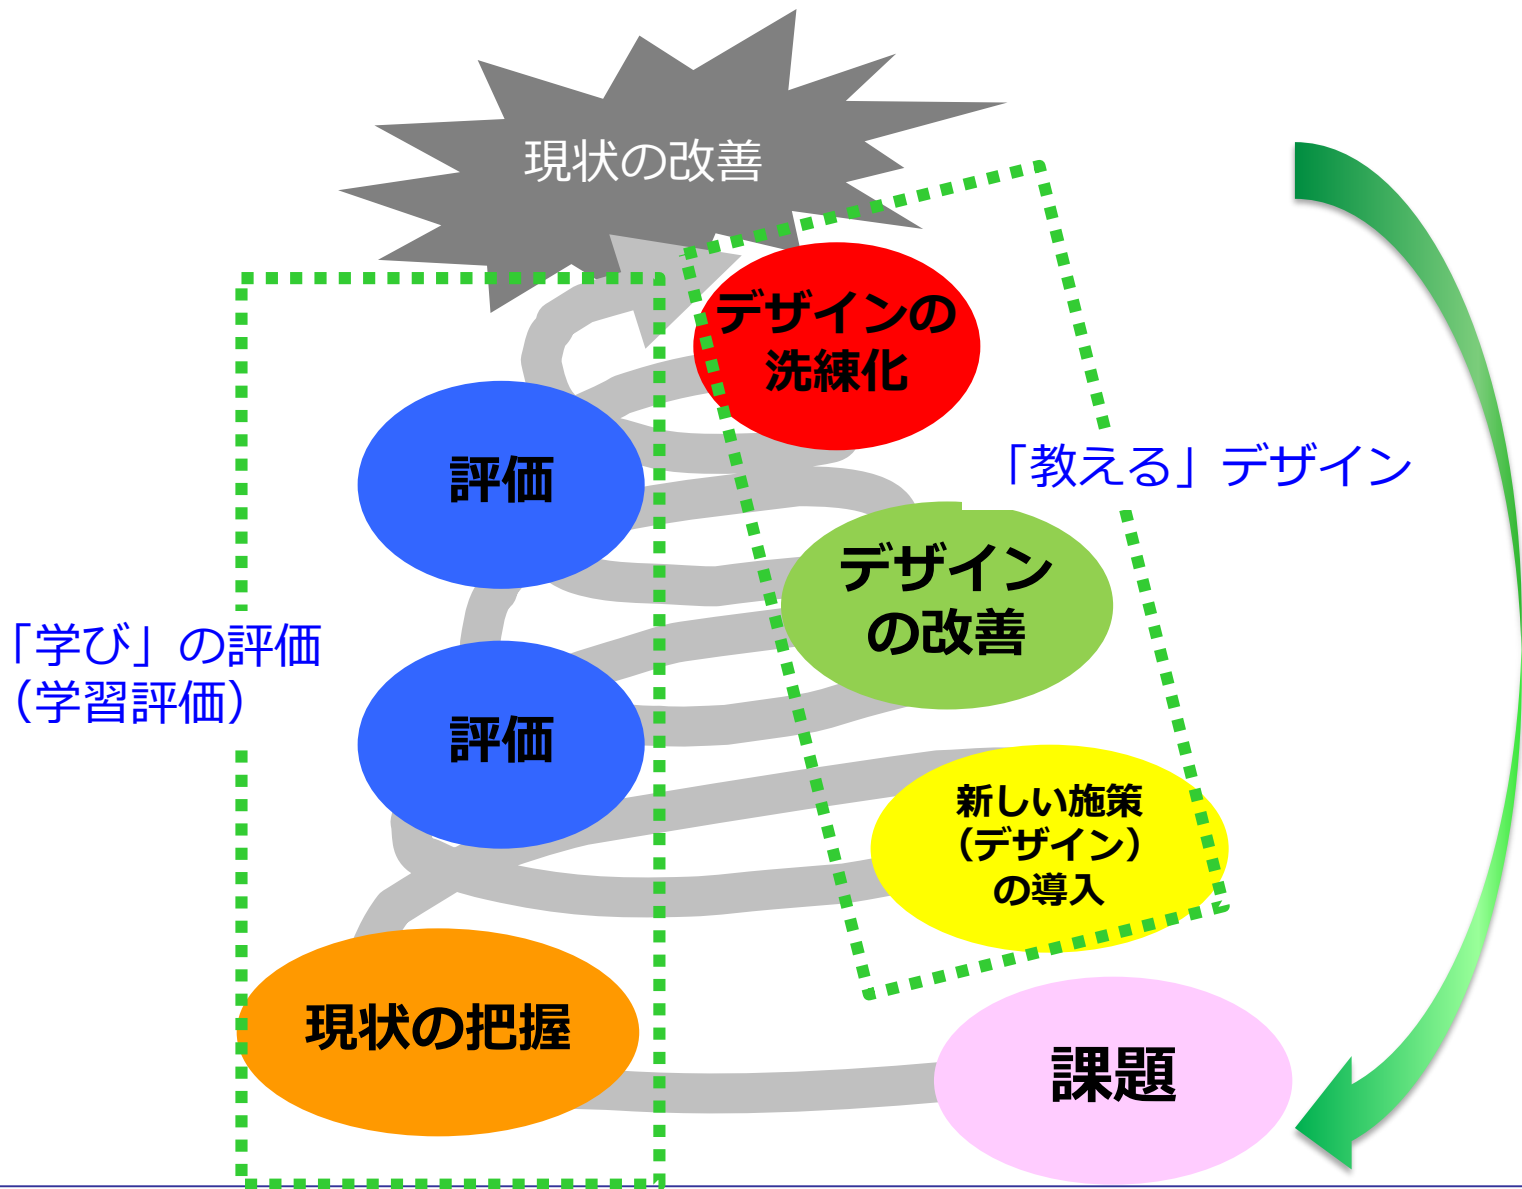 現状の改善
デザインの
洗練化
評価
「教える」デザイン
デザイン
の改善
「学び」の評価
（学習評価）
評価
新しい施策
（デザイン）
の導入
現状の把握
課題